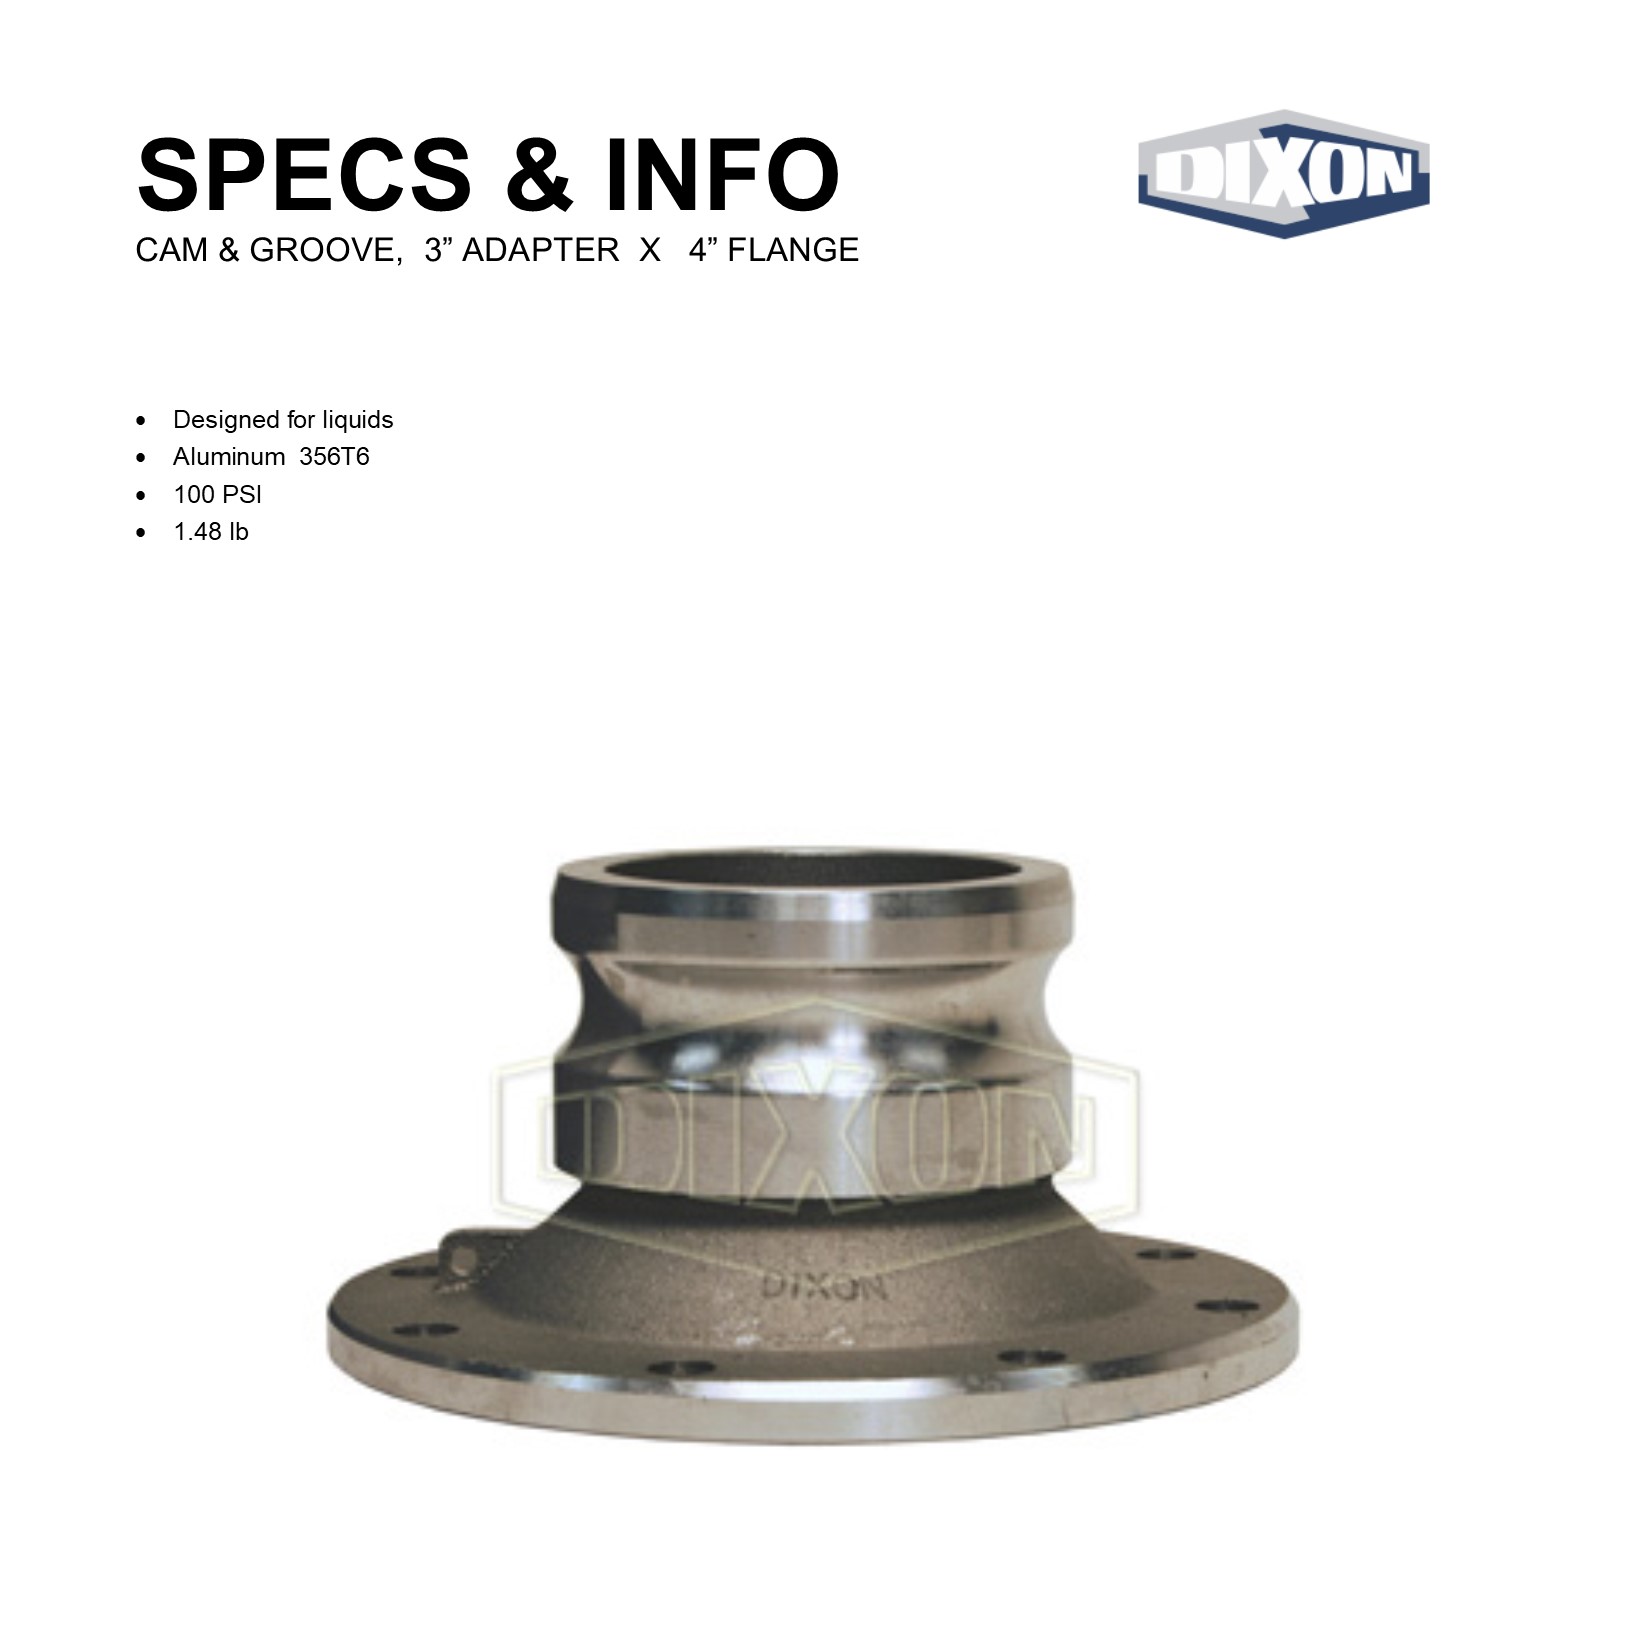 SPECS & INFO
DIXON
CAM & GROOVE, 3” ADAPTER X 4” FLANGE
• Designed for liquids
• Aluminum 356T6
• 100 PSI
• 1.48 lb
DIXON
DIXON